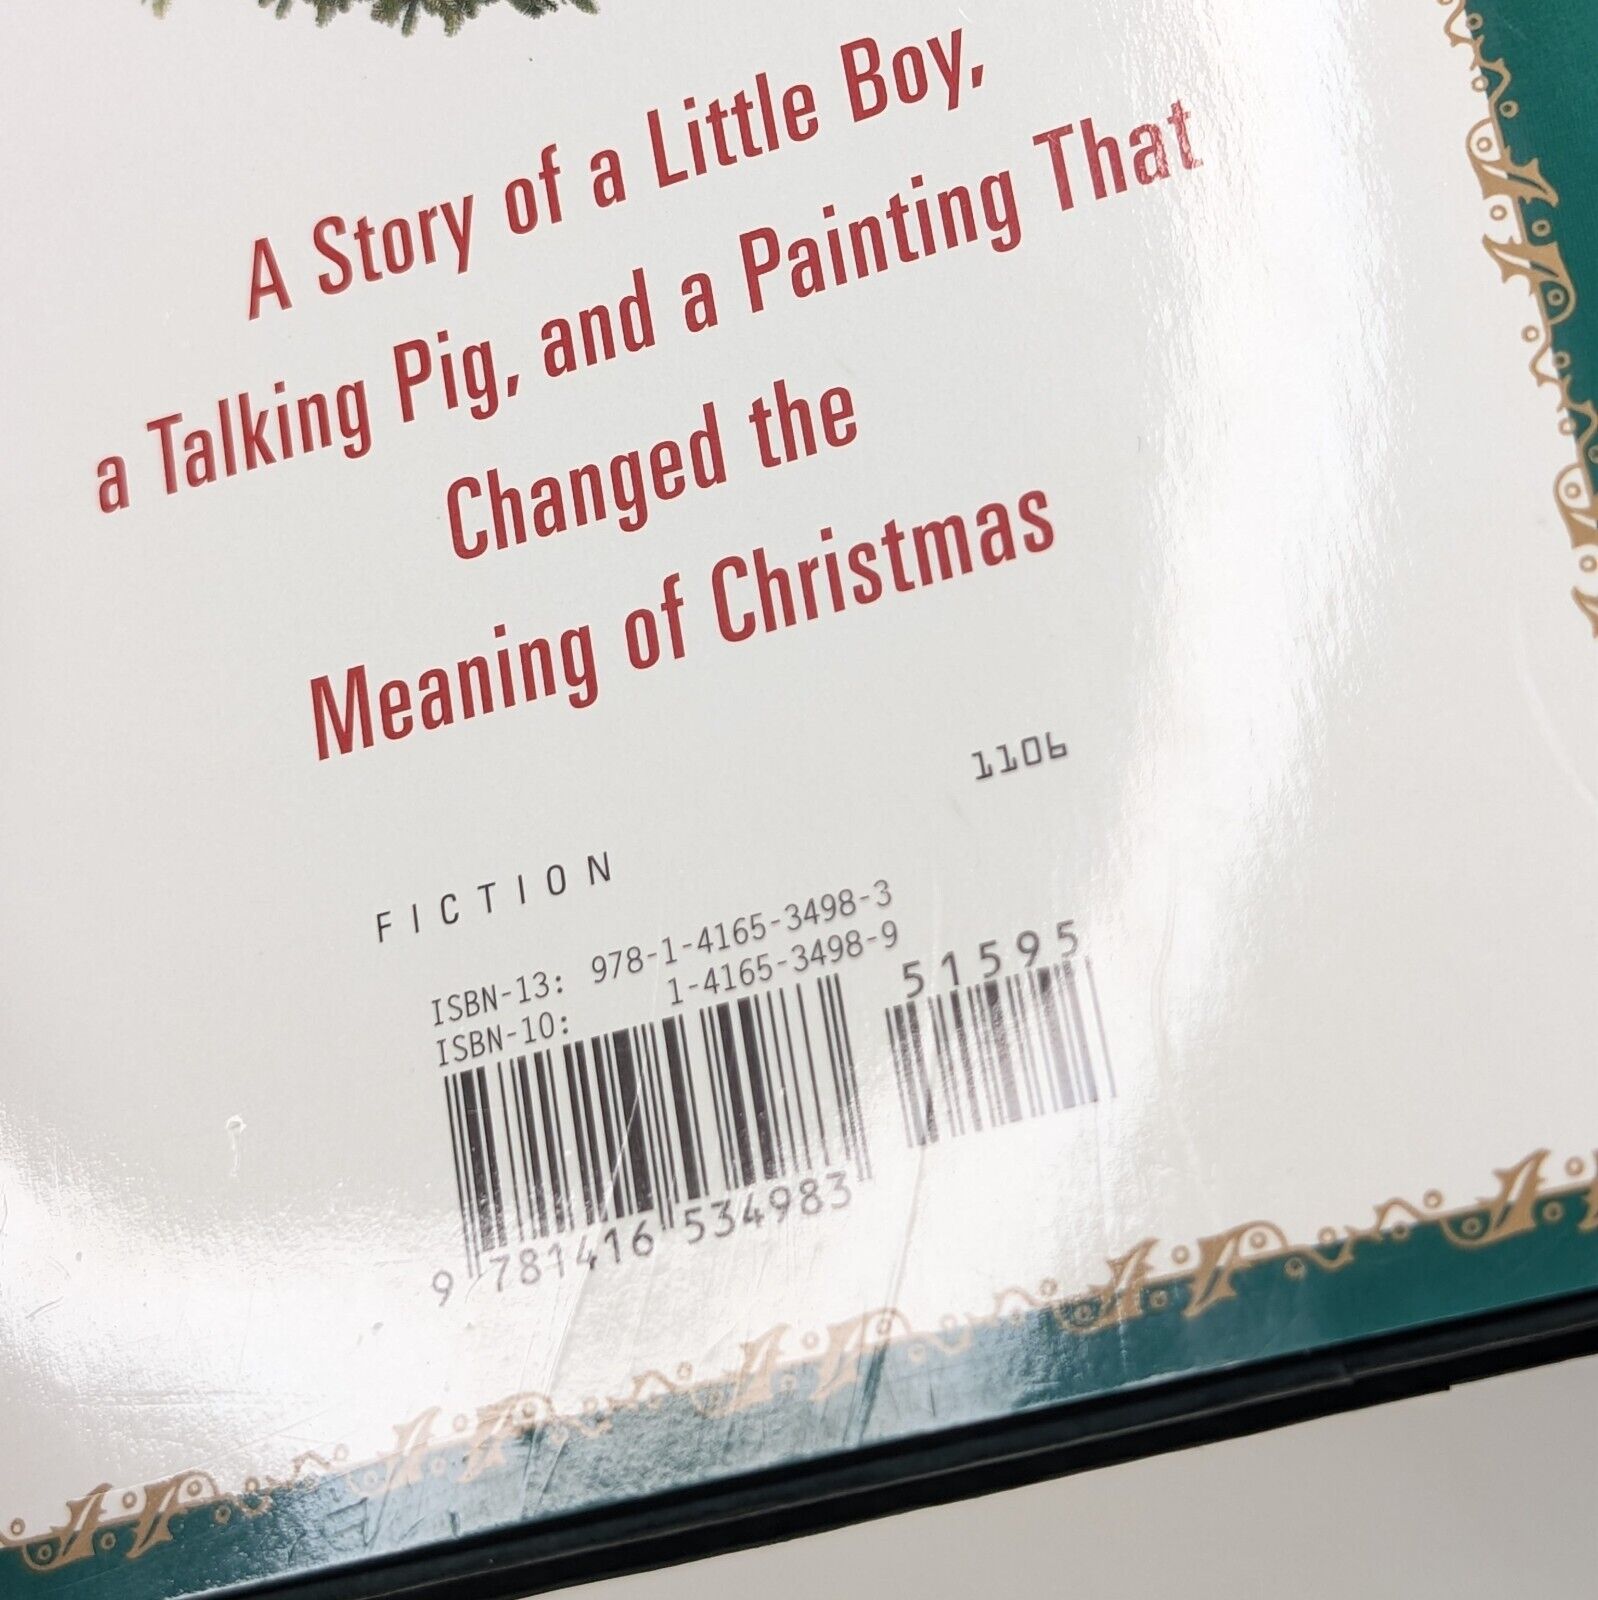 A Story of a Little Boy,
a Talking Pig, and a Painting That
Changed the
Meaning of Christmas
1106
FICTION
ISBN-13: 978-1-4165-3498-3
ISBN-10: 1-4165-3498-9
51595
9 781416 534983